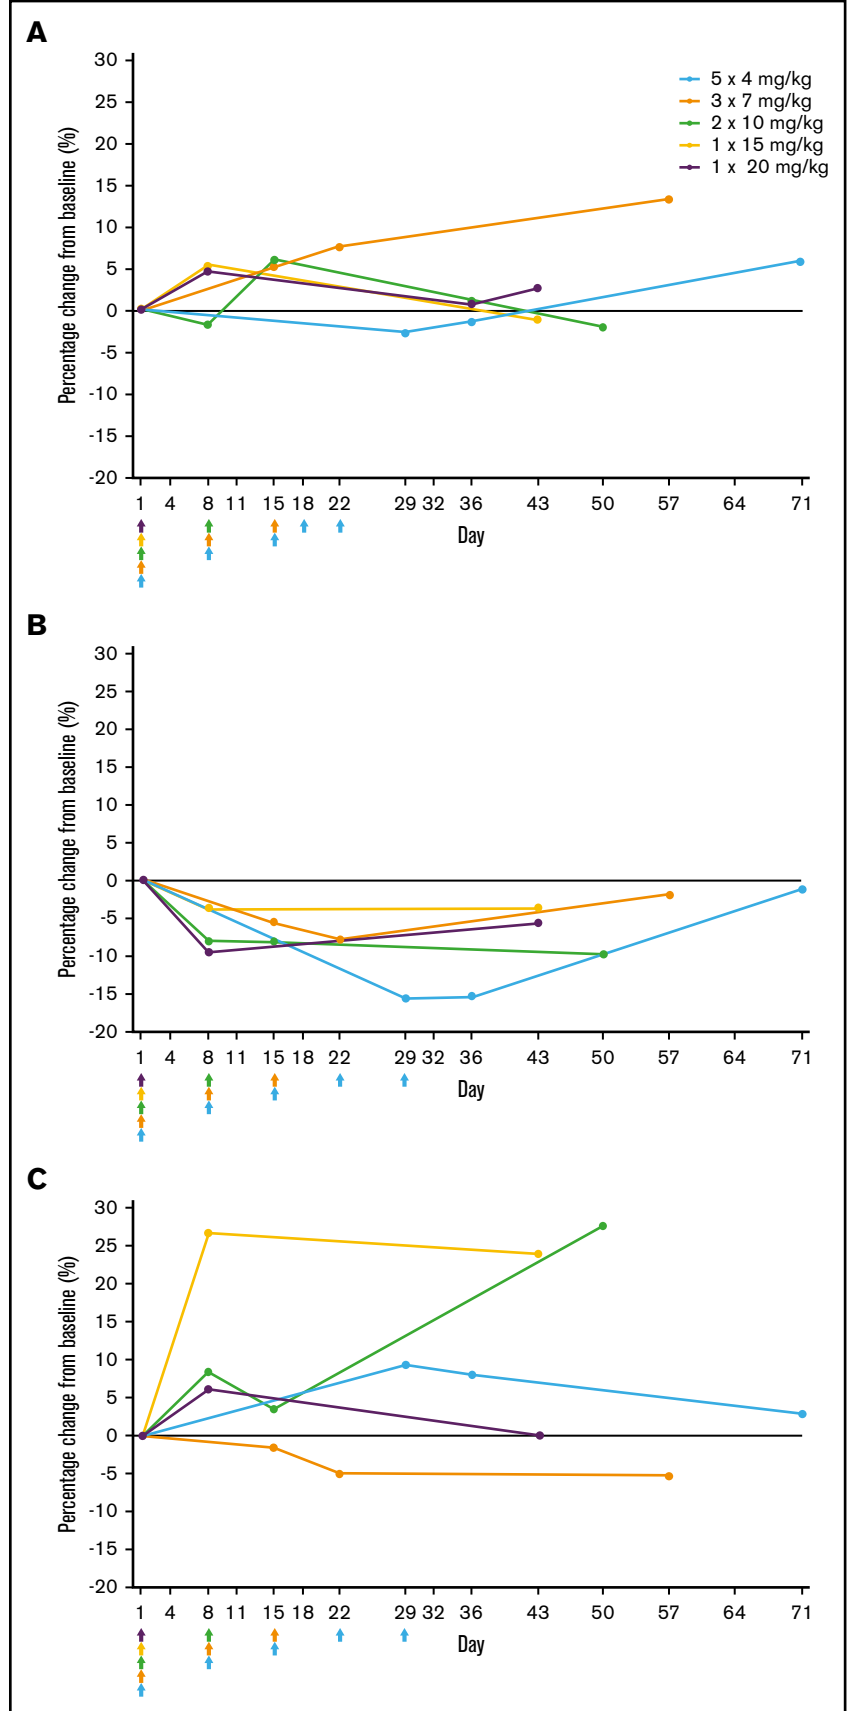 A
30
25
20
15
10
5
0
-5
-10
-15
-20
Percentage change from baseline (%)
5 x 4 mg/kg
3 x 7 mg/kg
2 x 10 mg/kg
1 x 15 mg/kg
1 x  20 mg/kg
1 4 8 11 15 18 22 29 32 36 43 50 57 64 71
Day
B
30
25
20
15
10
5
0
-5
-10
-15
-20
Percentage change from baseline (%)
1 4 8 11 15 18 22 29 32 36 43 50 57 64 71
Day
C
30
25
20
15
10
5
0
-5
-10
-15
-20
Percentage change from baseline (%)
1 4 8 11 15 18 22 29 32 36 43 50 57 64 71
Day